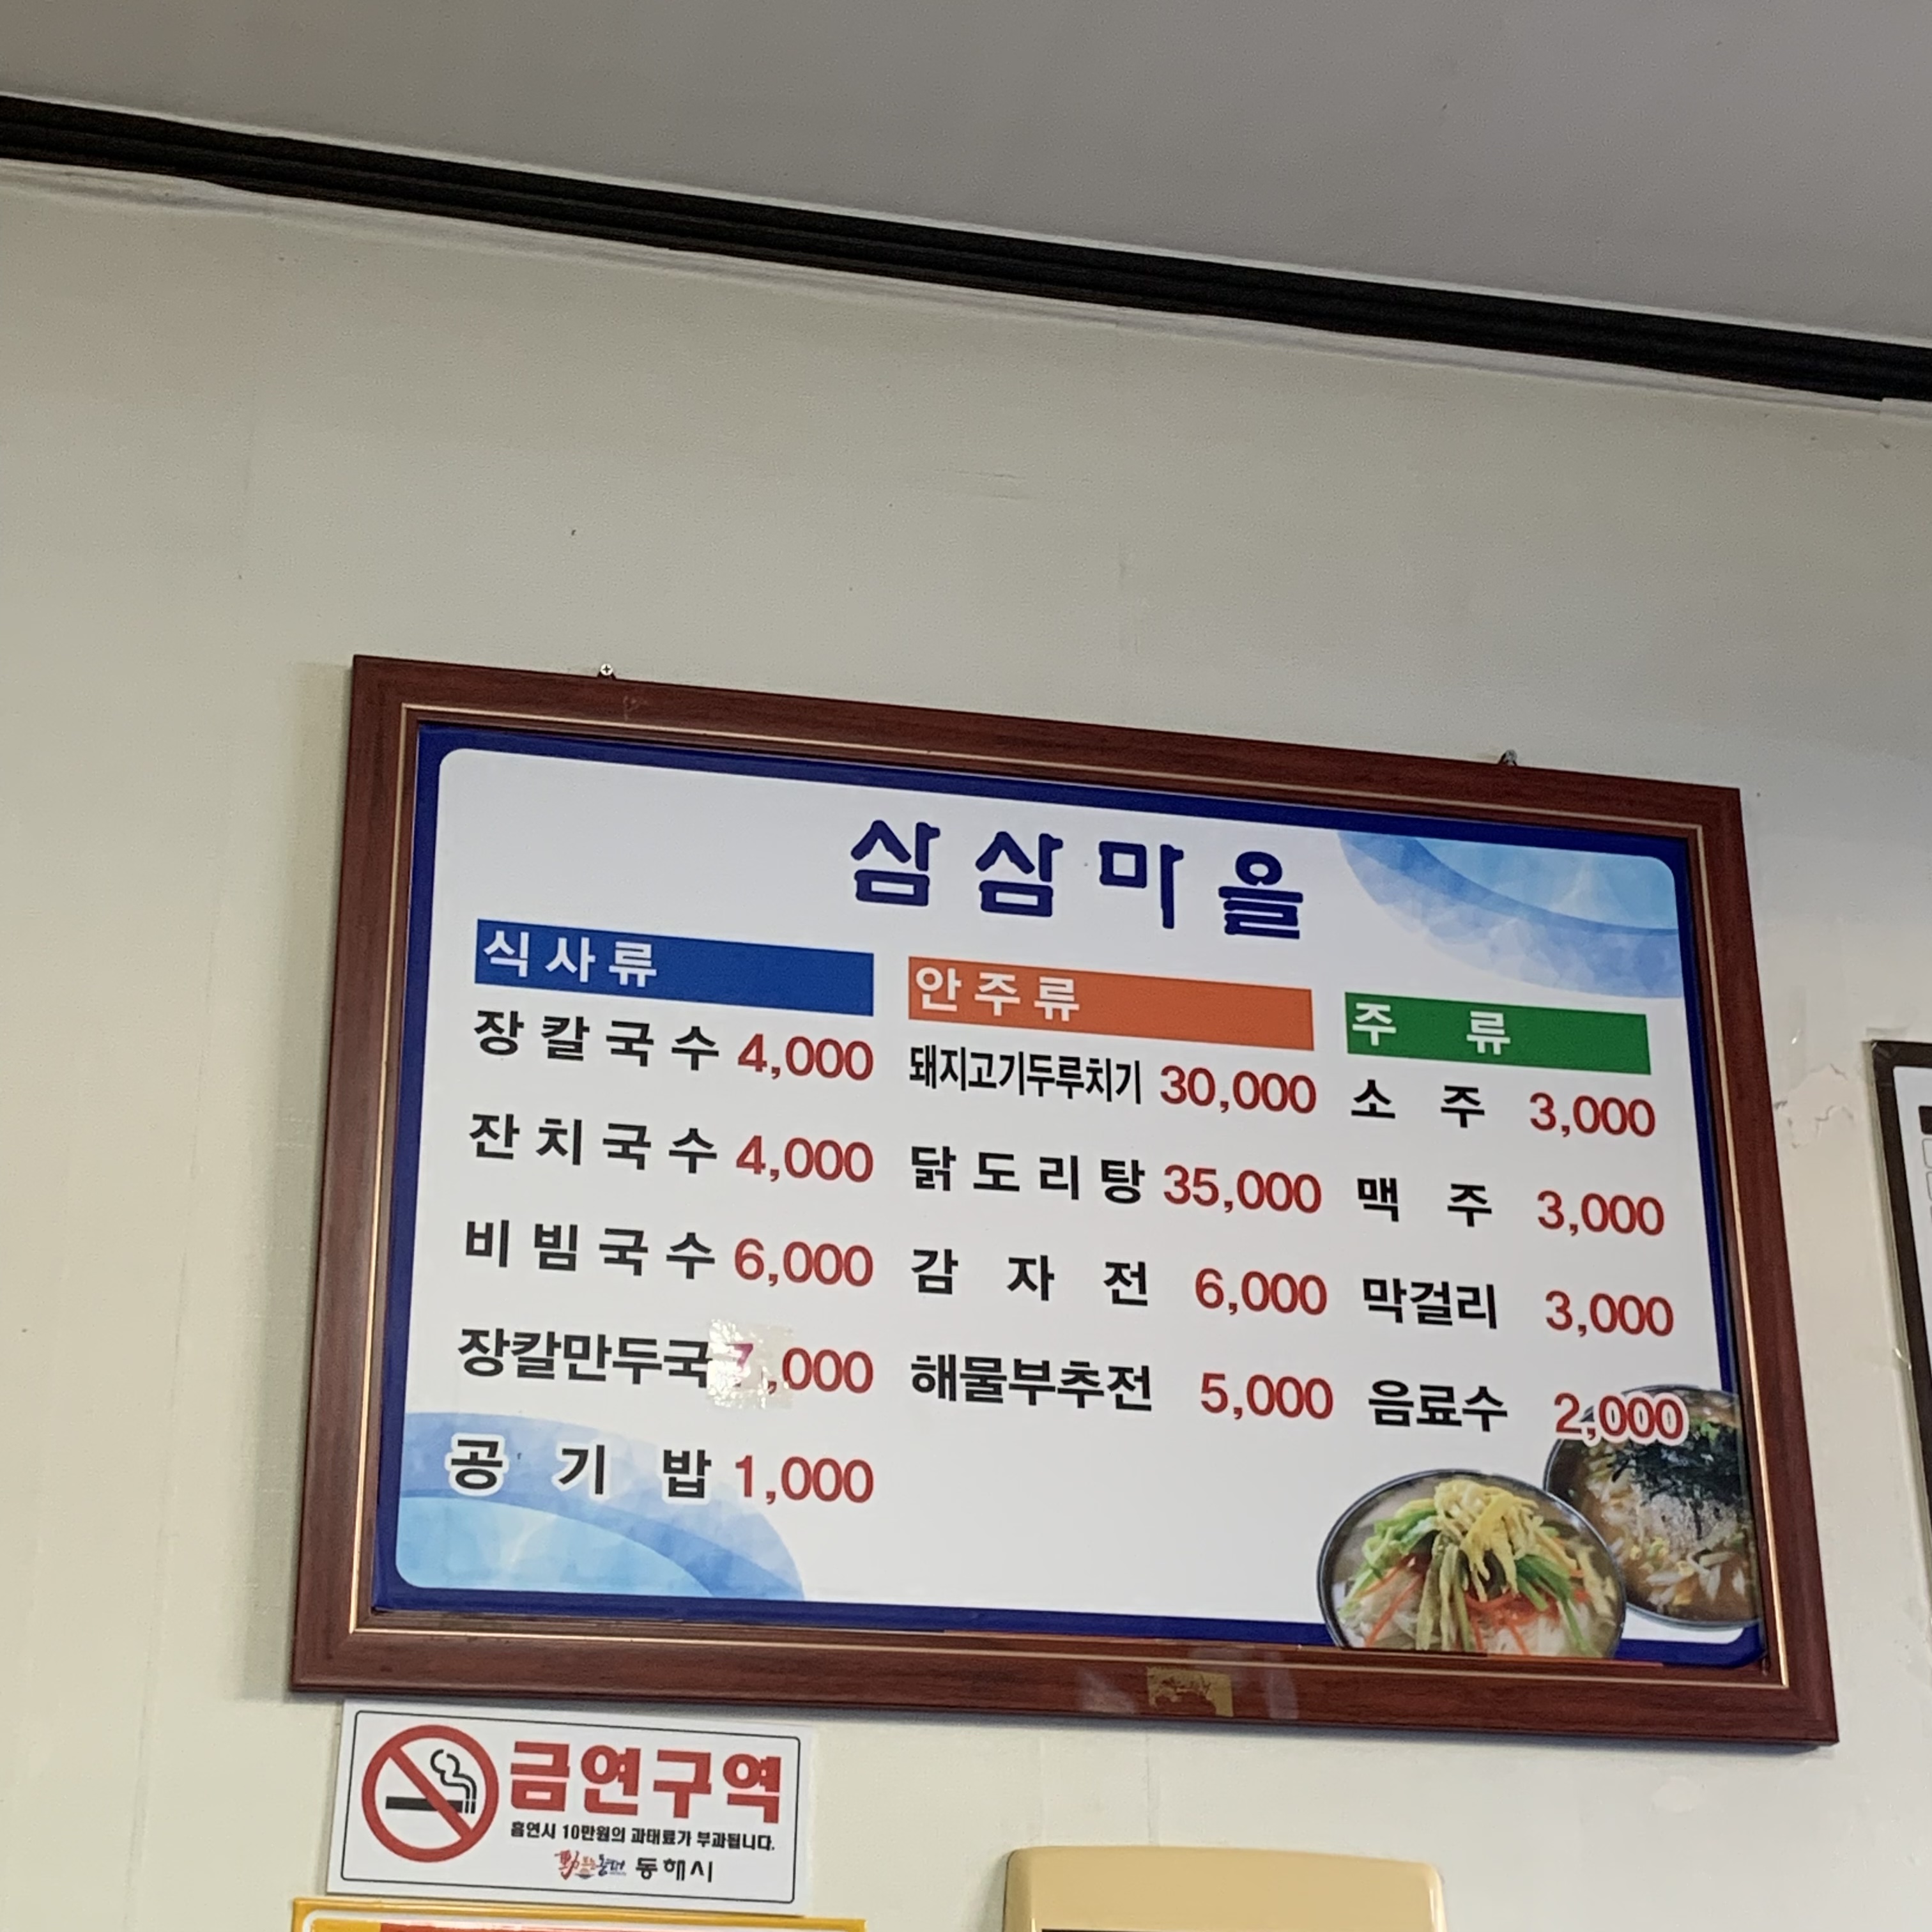 삼삼마을
식사류
장칼국수 4,000
잔치국수 4,000
비빔국수 6,000
장칼만두국 7,000
공기밥 1,000
안주류
돼지고기두루치기 30,000
닭도리탕 35,000
감자전 6,000
해물부추전 5,000
주류
소주 3,000
맥주 3,000
막걸리 3,000
음료수 2,000
금연구역
흡연시 10만원의 과태료가 부과됩니다.
동해시